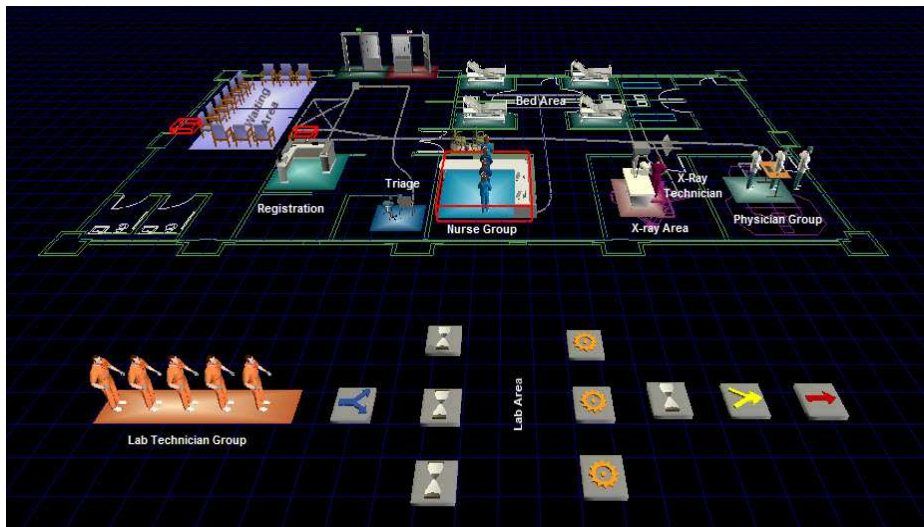 Waiting
Area
Bed Area
Triage
X-Ray
Technician
Registration
Nurse Group
X-ray Area
Physician Group
Lab Area
Lab Technician Group